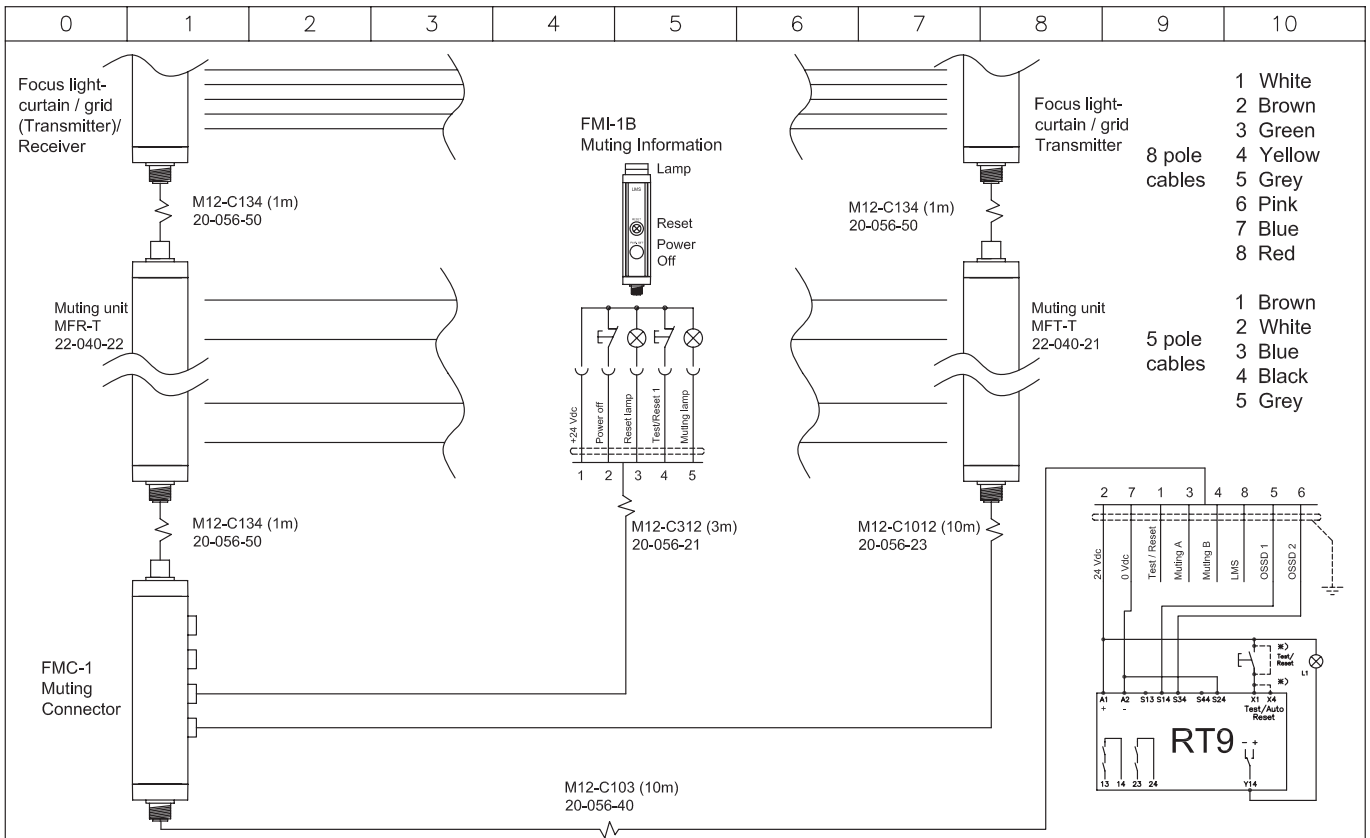 0 1 2 3 4 5 6 7 8 9 10
Focus light-
curtain / grid
(Transmitter)/
Receiver
M12-C134 (1m)
20-056-50
FMI-1B
Muting Information
Lamp
LMS
RESET
Reset
Power
Off
M12-C134 (1m)
20-056-50
Focus light-
curtain / grid
Transmitter
8 pole
cables
1 White
2 Brown
3 Green
4 Yellow
5 Grey
6 Pink
7 Blue
8 Red
5 pole
cables
1 Brown
2 White
3 Blue
4 Black
5 Grey
Muting unit
MFR-T
22-040-22
Muting unit
MFT-T
22-040-21
+24 Vdc
Power off
Reset lamp
Test/Reset 1
Muting lamp
1 2 3 4 5
M12-C134 (1m)
20-056-50
M12-C312 (3m)
20-056-21
M12-C1012 (10m)
20-056-23
2 7 1 3 4 8 5 6
24 Vdc
0 Vdc
Test / Reset
Muting A
Muting B
LMS
OSSD 1
OSSD 2
FMC-1
Muting
Connector
※)
Test/
Reset
L1
※)
A1 A2 S13 S14 S34 S44 S24 X1 X4
+ -
Test/Auto
Reset
RT9
- +
13 14 23 24 Y14
M12-C103 (10m)
20-056-40